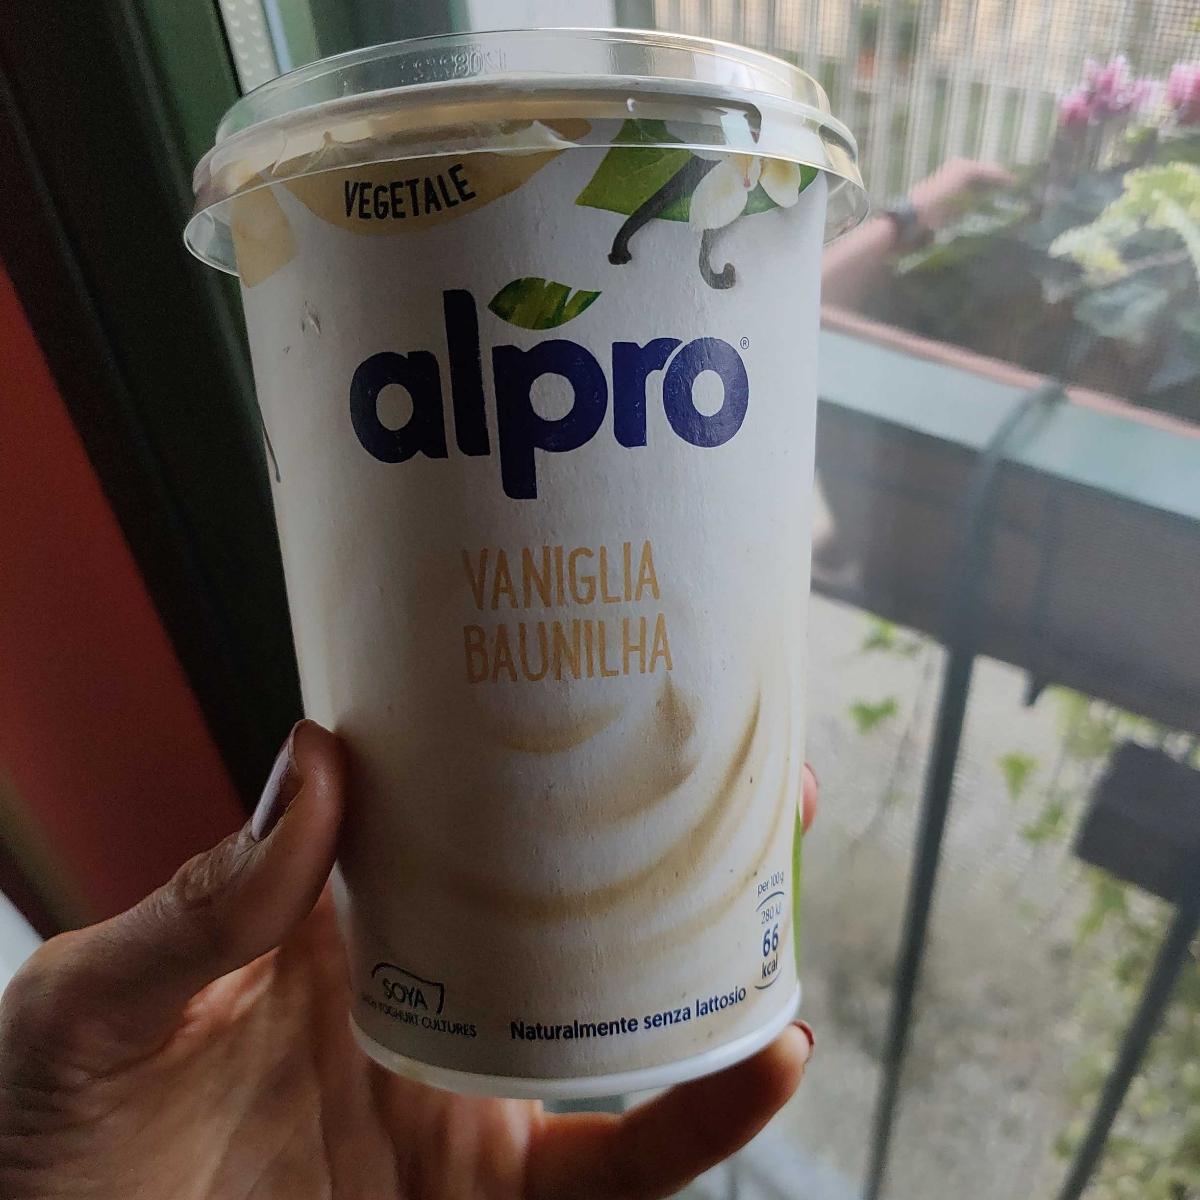 VEGETALE
alpro®
VANIGLIA
BAUNILHA
per 100g
280 kJ
66
kcal
SOYA
YOGHURT CULTURES
Naturalmente senza lattosio